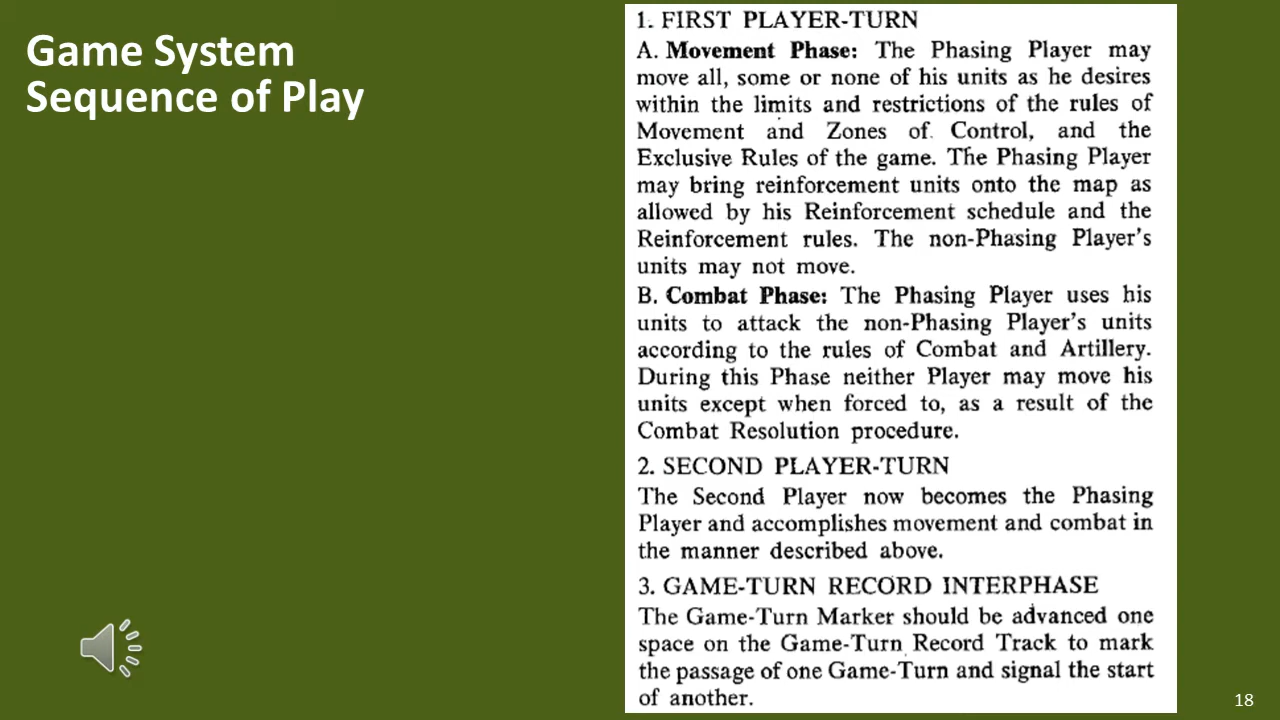 Game System
Sequence of Play
1. FIRST PLAYER-TURN
A. Movement Phase: The Phasing Player may
move all, some or none of his units as he desires
within the limits and restrictions of the rules of
Movement and Zones of Control, and the
Exclusive Rules of the game. The Phasing Player
may bring reinforcement units onto the map as
allowed by his Reinforcement schedule and the
Reinforcement rules. The non-Phasing Player's
units may not move.
B. Combat Phase: The Phasing Player uses his
units to attack the non-Phasing Player's units
according to the rules of Combat and Artillery.
During this Phase neither Player may move his
units except when forced to, as a result of the
Combat Resolution procedure.
2. SECOND PLAYER-TURN
The Second Player now becomes the Phasing
Player and accomplishes movement and combat in
the manner described above.
3. GAME-TURN RECORD INTERPHASE
The Game-Turn Marker should be advanced one
space on the Game-Turn Record Track to mark
the passage of one Game-Turn and signal the start
of another.
18